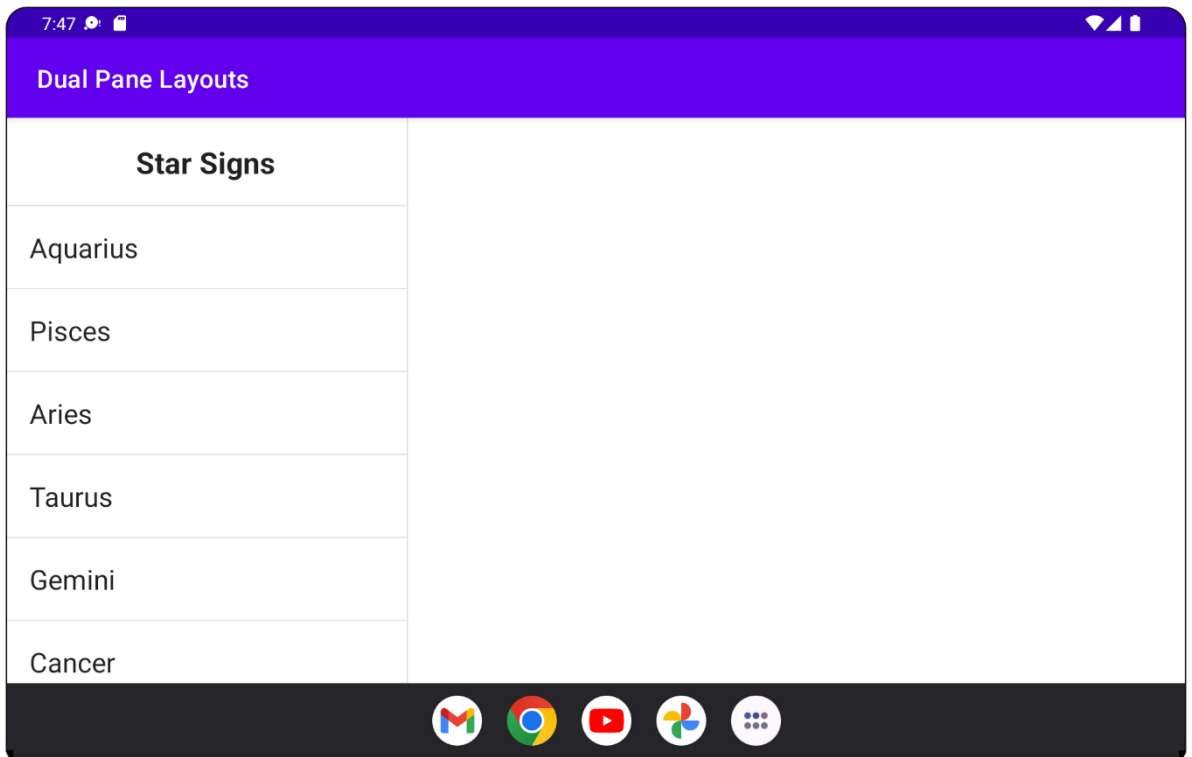 7:47
Dual Pane Layouts
Star Signs
Aquarius
Pisces
Aries
Taurus
Gemini
Cancer